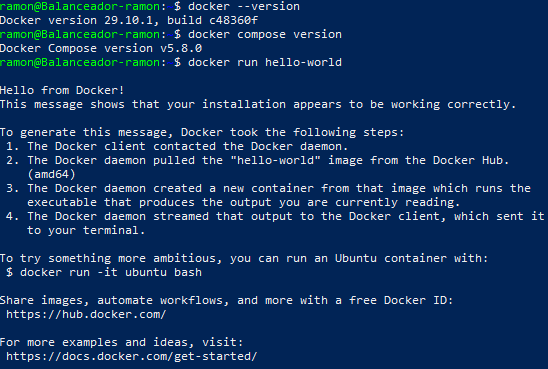 ramon@Balanceador-ramon: $ docker --version
Docker version 29.10.1, build c48360f
ramon@Balanceador-ramon: $ docker compose version
Docker Compose version v5.8.0
ramon@Balanceador-ramon: $ docker run hello-world

Hello from Docker!
This message shows that your installation appears to be working correctly.

To generate this message, Docker took the following steps:
 1. The Docker client contacted the Docker daemon.
 2. The Docker daemon pulled the "hello-world" image from the Docker Hub.
    (amd64)
 3. The Docker daemon created a new container from that image which runs the
    executable that produces the output you are currently reading.
 4. The Docker daemon streamed that output to the Docker client, which sent it
    to your terminal.

To try something more ambitious, you can run an Ubuntu container with:
 $ docker run -it ubuntu bash

Share images, automate workflows, and more with a free Docker ID:
 https://hub.docker.com/

For more examples and ideas, visit:
 https://docs.docker.com/get-started/